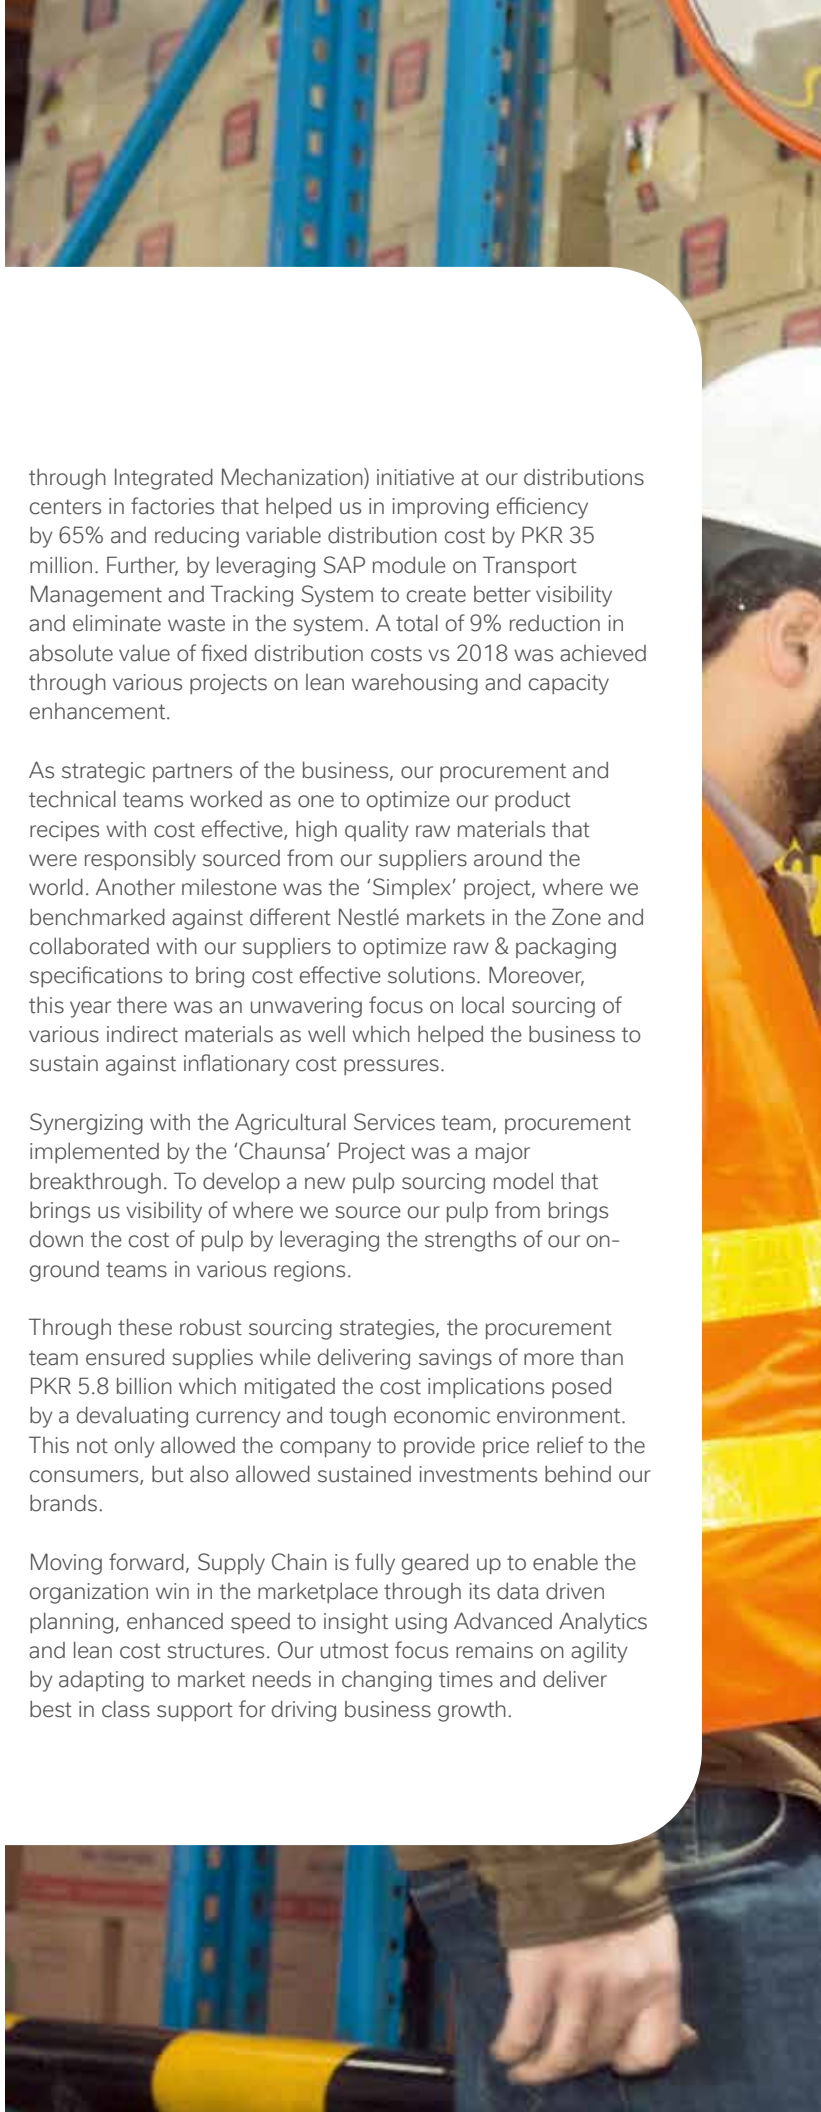 through Integrated Mechanization) initiative at our distributions
centers in factories that helped us in improving efficiency
by 65% and reducing variable distribution cost by PKR 35
million. Further, by leveraging SAP module on Transport
Management and Tracking System to create better visibility
and eliminate waste in the system. A total of 9% reduction in
absolute value of fixed distribution costs vs 2018 was achieved
through various projects on lean warehousing and capacity
enhancement.
As strategic partners of the business, our procurement and
technical teams worked as one to optimize our product
recipes with cost effective, high quality raw materials that
were responsibly sourced from our suppliers around the
world. Another milestone was the ‘Simplex’ project, where we
benchmarked against different Nestlé markets in the Zone and
collaborated with our suppliers to optimize raw & packaging
specifications to bring cost effective solutions. Moreover,
this year there was an unwavering focus on local sourcing of
various indirect materials as well which helped the business to
sustain against inflationary cost pressures.
Synergizing with the Agricultural Services team, procurement
implemented by the ‘Chaunsa’ Project was a major
breakthrough. To develop a new pulp sourcing model that
brings us visibility of where we source our pulp from brings
down the cost of pulp by leveraging the strengths of our on-
ground teams in various regions.
Through these robust sourcing strategies, the procurement
team ensured supplies while delivering savings of more than
PKR 5.8 billion which mitigated the cost implications posed
by a devaluating currency and tough economic environment.
This not only allowed the company to provide price relief to the
consumers, but also allowed sustained investments behind our
brands.
Moving forward, Supply Chain is fully geared up to enable the
organization win in the marketplace through its data driven
planning, enhanced speed to insight using Advanced Analytics
and lean cost structures. Our utmost focus remains on agility
by adapting to market needs in changing times and deliver
best in class support for driving business growth.